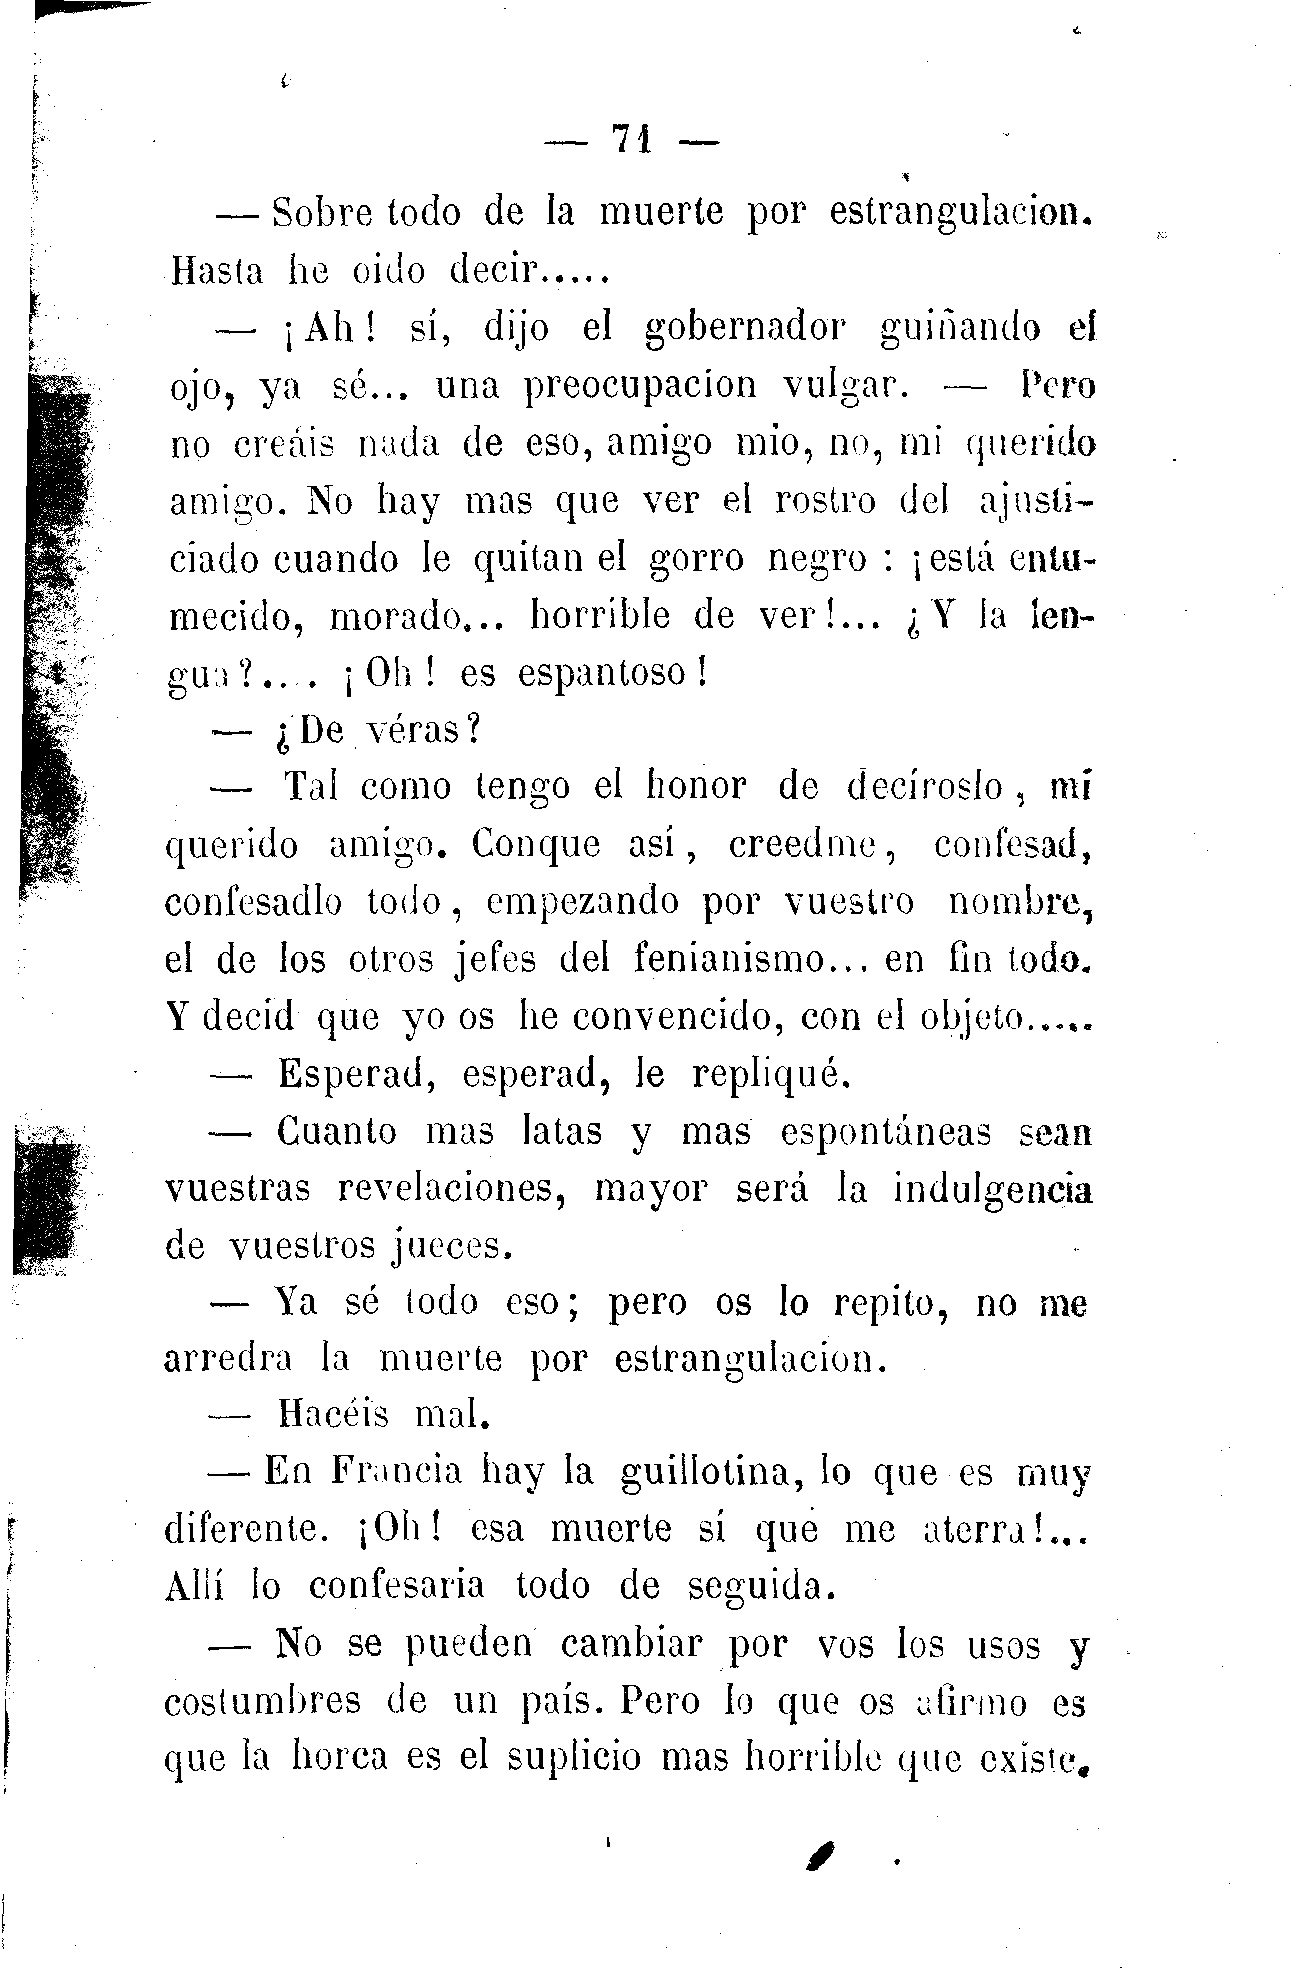 — 71 —
— Sobre todo de la muerte por estrangulacion.
Hasta he oido decir.....
— ¡Ah! sí, dijo el gobernador guiñando el
ojo, ya sé... una preocupacion vulgar. — Pero
no creáis nada de eso, amigo mio, no, mi querido
amigo. No hay mas que ver el rostro del ajusti-
ciado cuando le quitan el gorro negro : ¡está entu-
mecido, morado... horrible de ver!... ¿Y la len-
gua?.... ¡Oh! es espantoso!
— ¿De véras?
— Tal como tengo el honor de decíroslo, mi
querido amigo. Conque así, creedme, confesad,
confesadlo todo, empezando por vuestro nombre,
el de los otros jefes del fenianismo... en fin todo.
Y decid que yo os he convencido, con el objeto.....
— Esperad, esperad, le repliqué.
— Cuanto mas latas y mas espontáneas sean
vuestras revelaciones, mayor será la indulgencia
de vuestros jueces.
— Ya sé todo eso; pero os lo repito, no me
arredra la muerte por estrangulacion.
— Hacéis mal.
— En Francia hay la guillotina, lo que es muy
diferente. ¡Oh! esa muerte sí que me aterra!...
Allí lo confesaria todo de seguida.
— No se pueden cambiar por vos los usos y
costumbres de un país. Pero lo que os afirmo es
que la horca es el suplicio mas horrible que existe.